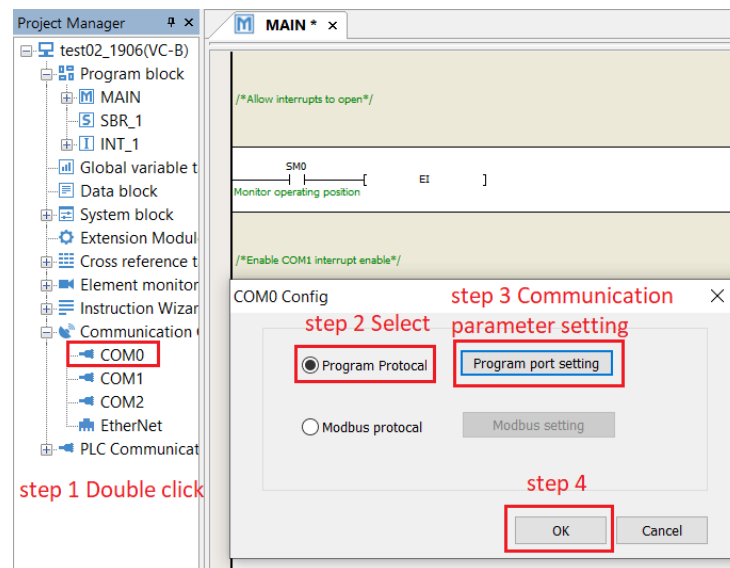 Project Manager
MAIN *
test02_1906(VC-B)
Program block
MAIN
SBR_1
INT_1
Global variable t
Data block
System block
Extension Modul
Cross reference t
Element monitor
Instruction Wizar
Communication
COM0
COM1
COM2
EtherNet
PLC Communicat
step 1 Double click
/*Allow interrupts to open*/
SM0
EI
Monitor operating position
/*Enable COM1 interrupt enable*/
COM0 Config
step 2 Select
step 3 Communication
parameter setting
Program Protocal
Program port setting
Modbus protocal
Modbus setting
step 4
OK
Cancel